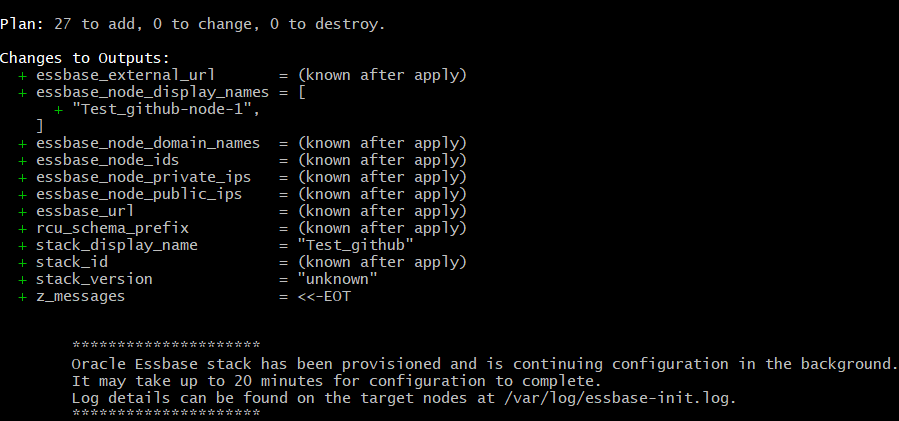 Plan: 27 to add, 0 to change, 0 to destroy.
Changes to Outputs:
+ essbase_external_url = (known after apply)
+ essbase_node_display_names = [
+ "Test_github-node-1",
]
+ essbase_node_domain_names = (known after apply)
+ essbase_node_ids = (known after apply)
+ essbase_node_private_ips = (known after apply)
+ essbase_node_public_ips = (known after apply)
+ essbase_url = (known after apply)
+ rcu_schema_prefix = (known after apply)
+ stack_display_name = "Test_github"
+ stack_id = (known after apply)
+ stack_version = "unknown"
+ z_messages = <<-EOT
*********************
Oracle Essbase stack has been provisioned and is continuing configuration in the background.
It may take up to 20 minutes for configuration to complete.
Log details can be found on the target nodes at /var/log/essbase-init.log.
*********************